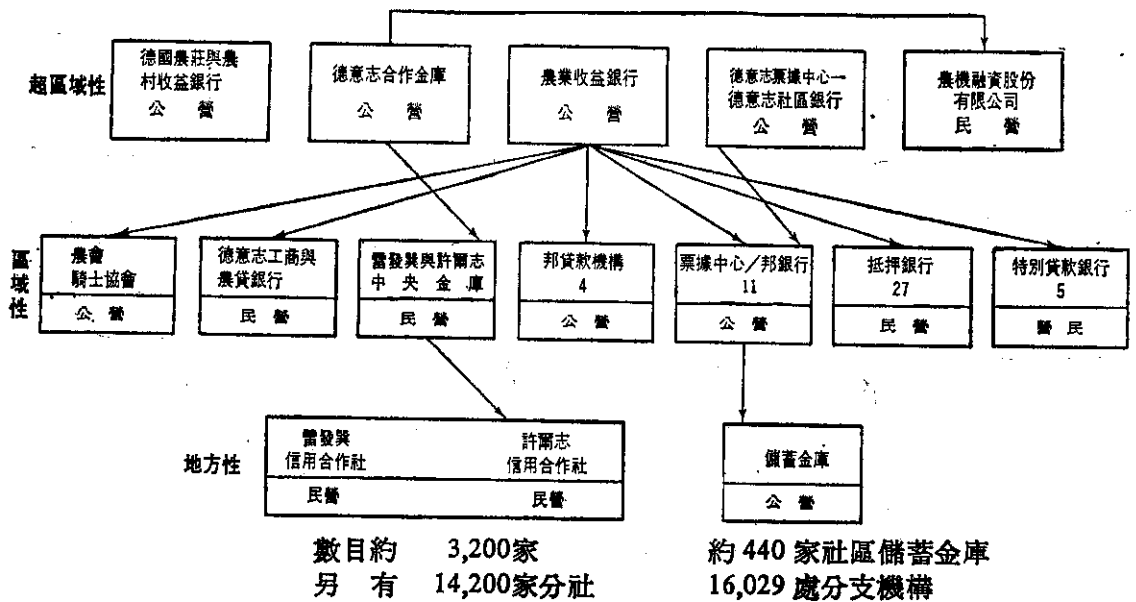 超區域性
德國農莊與農
村收益銀行
公 營
德意志合作金庫
公 營
農業收益銀行
公 營
德意志票據中心一
德意志社區銀行
公 營
農機融資股份
有限公司
民 營
區域性
農會
騎士協會
公 營
德意志工商與
農貸銀行
民 營
雷發巽與許爾志
中央金庫
民 營
邦貸款機構
4
公 營
票據中心/邦銀行
11
公 營
抵押銀行
27
民 營
特別貸款銀行
5
營民
地方性
雷發巽
信用合作社
民營
許爾志
信用合作社
民營
儲蓄金庫
公 營
數目約 3,200家
另 有 14,200家分社
約 440 家社區儲蓄金庫
16,029 處分支機構